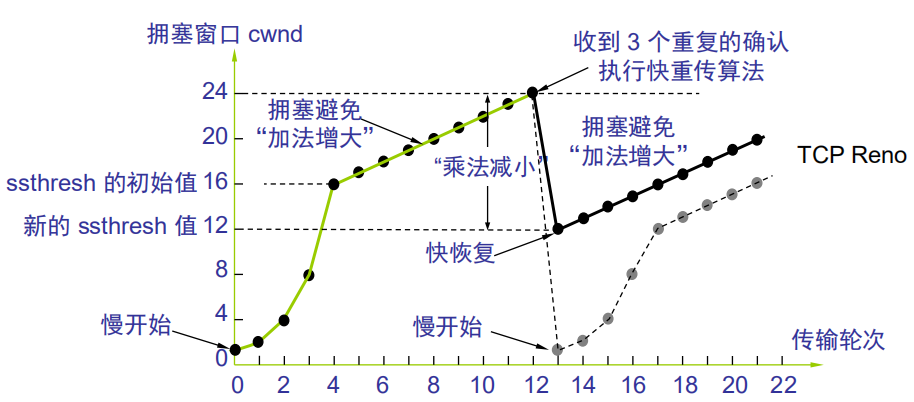 拥塞窗口 cwnd
收到 3 个重复的确认
执行快重传算法
24
拥塞避免
“加法增大”
拥塞避免
“加法增大”
20
“乘法减小”
TCP Reno
ssthresh 的初始值 16
新的 ssthresh 值 12
快恢复
8
4
慢开始
慢开始
传输轮次
0
0 2 4 6 8 10 12 14 16 18 20 22